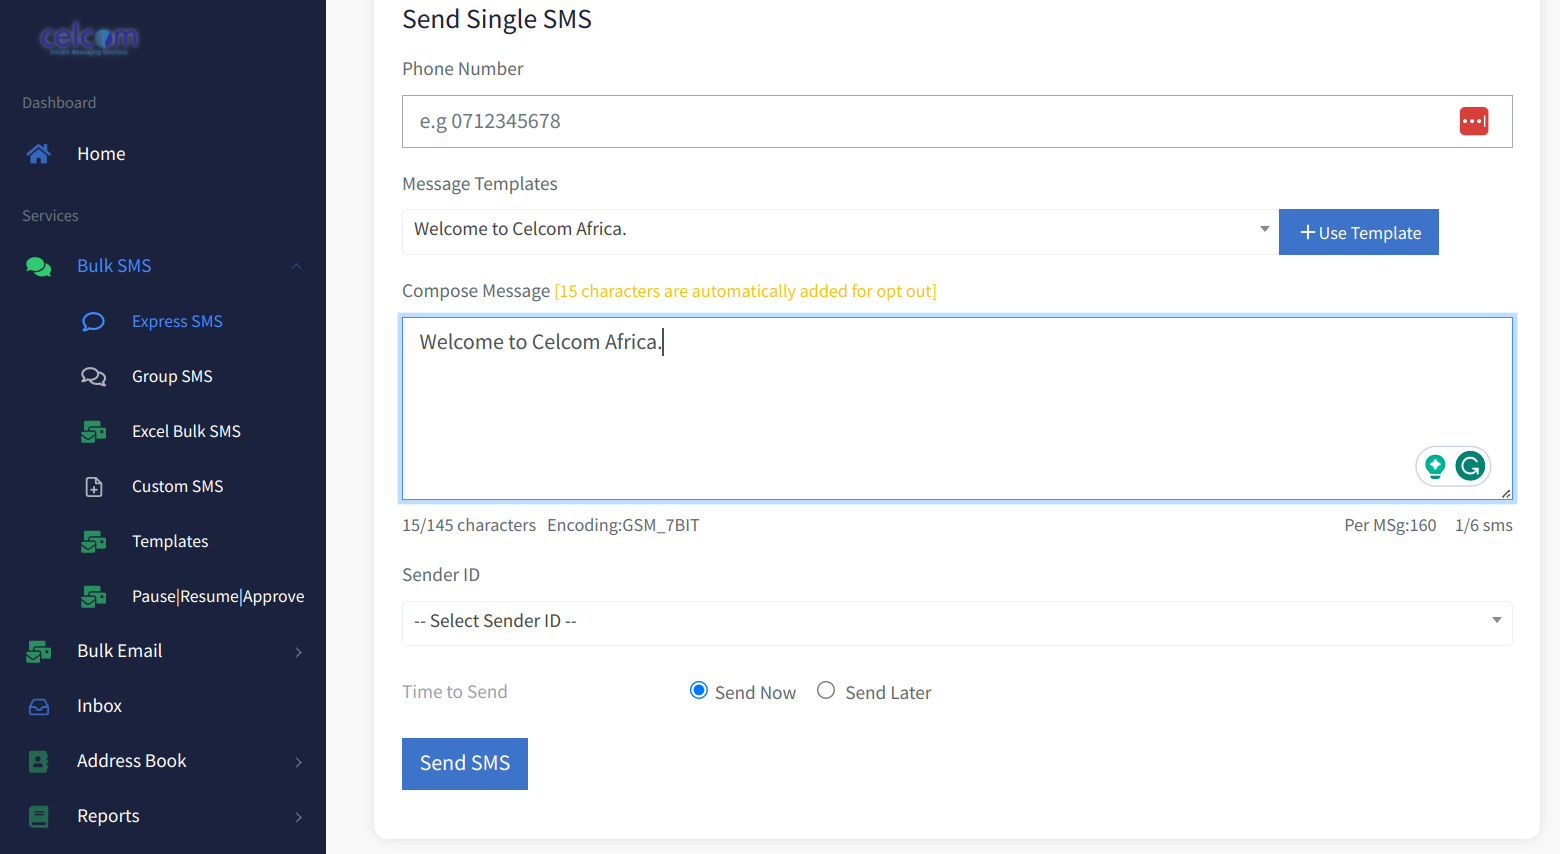 celcom
Instant Messaging Solutions
Dashboard
Home
Services
Bulk SMS
Express SMS
Group SMS
Excel Bulk SMS
Custom SMS
Templates
Pause|Resume|Approve
Bulk Email
Inbox
Address Book
Reports
Send Single SMS
Phone Number
e.g 0712345678
Message Templates
Welcome to Celcom Africa.
+ Use Template
Compose Message [15 characters are automatically added for opt out]
Welcome to Celcom Africa.
15/145 characters Encoding:GSM_7BIT Per MSg:160 1/6 sms
Sender ID
-- Select Sender ID --
Time to Send Send Now Send Later
Send SMS